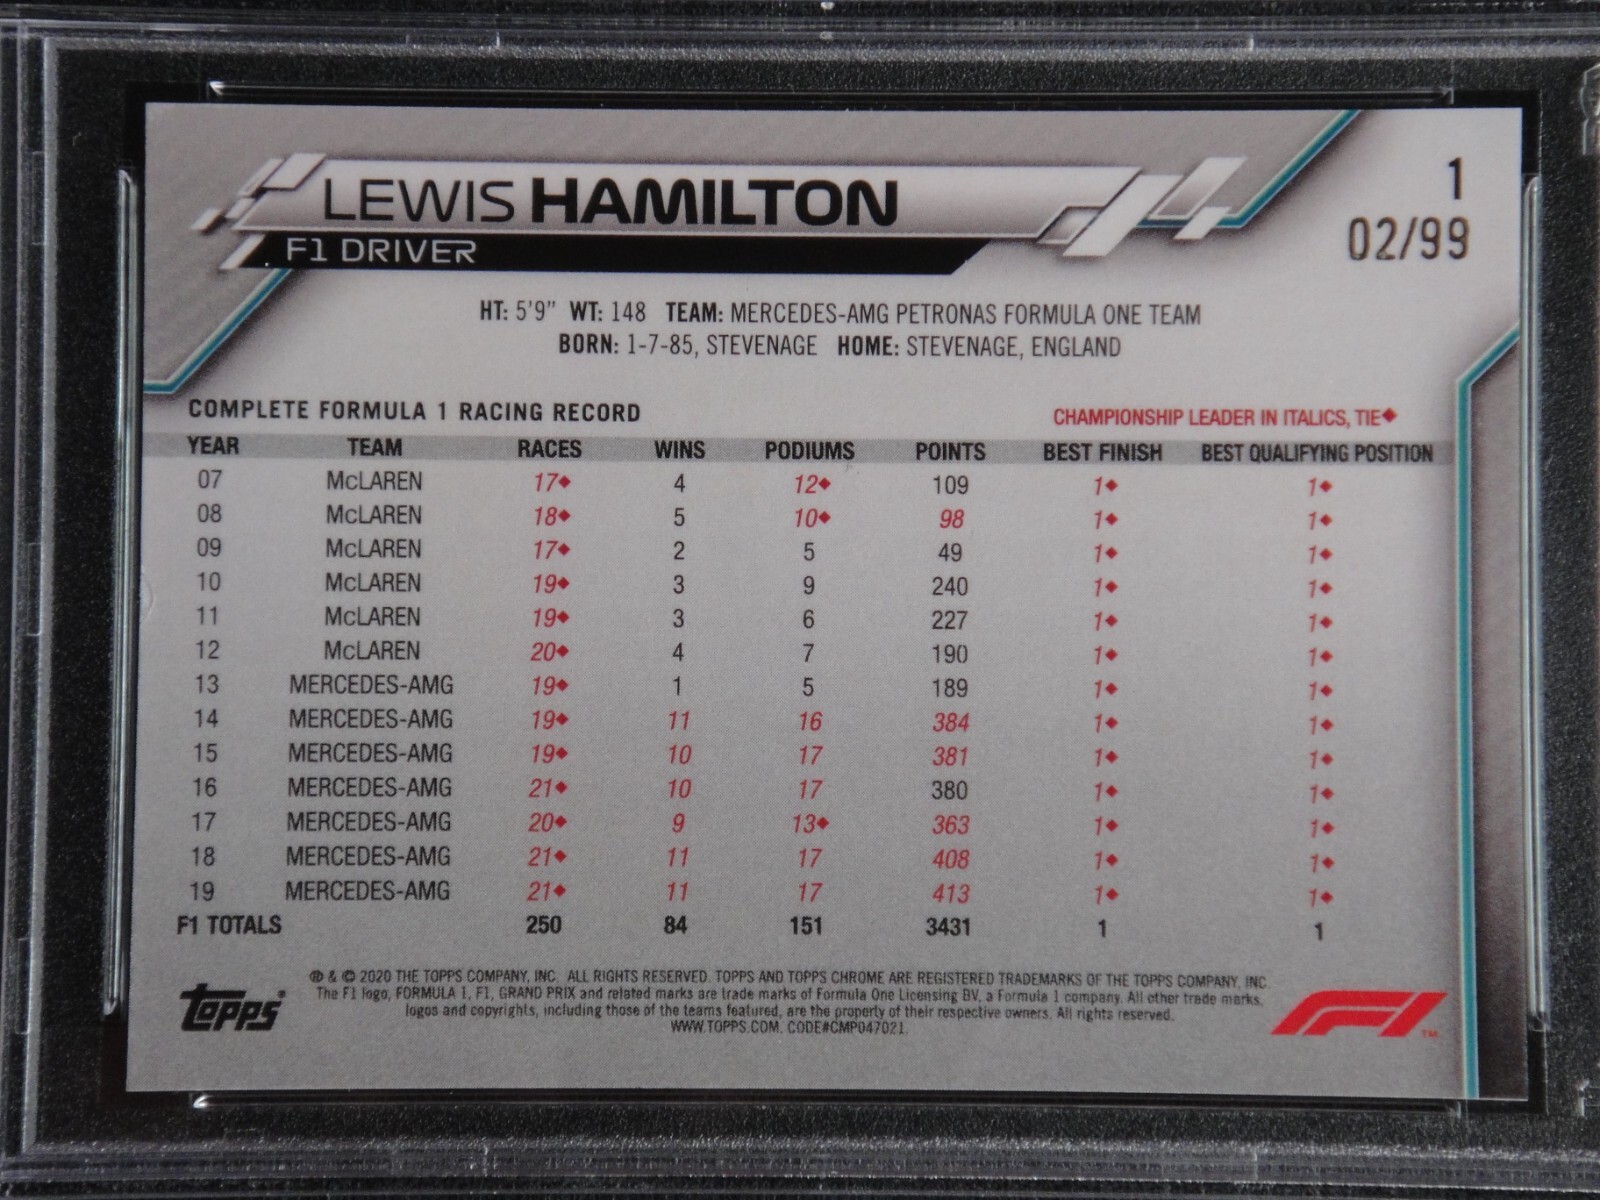 1
LEWIS HAMILTON
02/99
F1 DRIVER
HT: 5'9" WT: 148 TEAM: MERCEDES-AMG PETRONAS FORMULA ONE TEAM
BORN: 1-7-85, STEVENAGE HOME: STEVENAGE, ENGLAND
COMPLETE FORMULA 1 RACING RECORD CHAMPIONSHIP LEADER IN ITALICS, TIE◆
YEAR TEAM RACES WINS PODIUMS POINTS BEST FINISH BEST QUALIFYING POSITION
07 McLAREN 17◆ 4 12◆ 109 1◆ 1◆
08 McLAREN 18◆ 5 10◆ 98 1◆ 1◆
09 McLAREN 17◆ 2 5 49 1◆ 1◆
10 McLAREN 19◆ 3 9 240 1◆ 1◆
11 McLAREN 19◆ 3 6 227 1◆ 1◆
12 McLAREN 20◆ 4 7 190 1◆ 1◆
13 MERCEDES-AMG 19◆ 1 5 189 1◆ 1◆
14 MERCEDES-AMG 19◆ 11 16 384 1◆ 1◆
15 MERCEDES-AMG 19◆ 10 17 381 1◆ 1◆
16 MERCEDES-AMG 21◆ 10 17 380 1◆ 1◆
17 MERCEDES-AMG 20◆ 9 13◆ 363 1◆ 1◆
18 MERCEDES-AMG 21◆ 11 17 408 1◆ 1◆
19 MERCEDES-AMG 21◆ 11 17 413 1◆ 1◆
F1 TOTALS 250 84 151 3431 1 1
® & © 2020 THE TOPPS COMPANY, INC. ALL RIGHTS RESERVED. TOPPS AND TOPPS CHROME ARE REGISTERED TRADEMARKS OF THE TOPPS COMPANY, INC.
The F1 logo, FORMULA 1, F1, GRAND PRIX and related marks are trade marks of Formula One Licensing BV, a Formula 1 company. All other trade marks,
logos and copyrights, including those of the teams featured, are the property of their respective owners. All rights reserved.
WWW.TOPPS.COM. CODE#CMP047021
Topps®
F1™